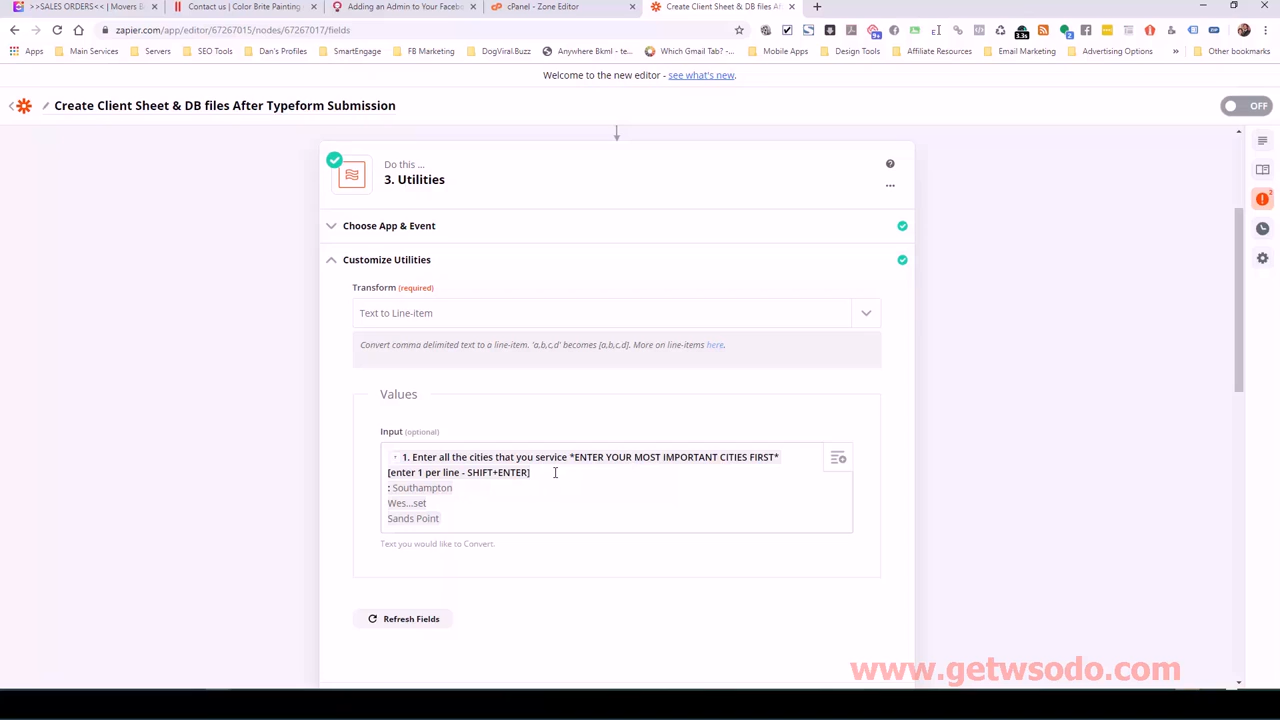 >>SALES ORDERS<< | Movers B
Contact us | Color Brite Painting
Adding an Admin to Your Facebo
cPanel - Zone Editor
Create Client Sheet & DB files Af
zapier.com/app/editor/67267015/nodes/67267017/fields
Apps
Main Services
Servers
SEO Tools
Dan's Profiles
SmartEngage
FB Marketing
DogViral.Buzz
Anywhere Bkml - te...
Which Gmail Tab? -...
Mobile Apps
Design Tools
Affiliate Resources
Email Marketing
Advertising Options
Other bookmarks
Welcome to the new editor - see what's new.
Create Client Sheet & DB files After Typeform Submission
OFF
Do this ...
3. Utilities
Choose App & Event
Customize Utilities
Transform (required)
Text to Line-item
Convert comma delimited text to a line-item. 'a,b,c,d' becomes [a,b,c,d]. More on line-items here.
Values
Input (optional)
1. Enter all the cities that you service *ENTER YOUR MOST IMPORTANT CITIES FIRST*
[enter 1 per line - SHIFT+ENTER]
: Southampton
Wes...set
Sands Point
Text you would like to Convert.
Refresh Fields
www.getwsodo.com